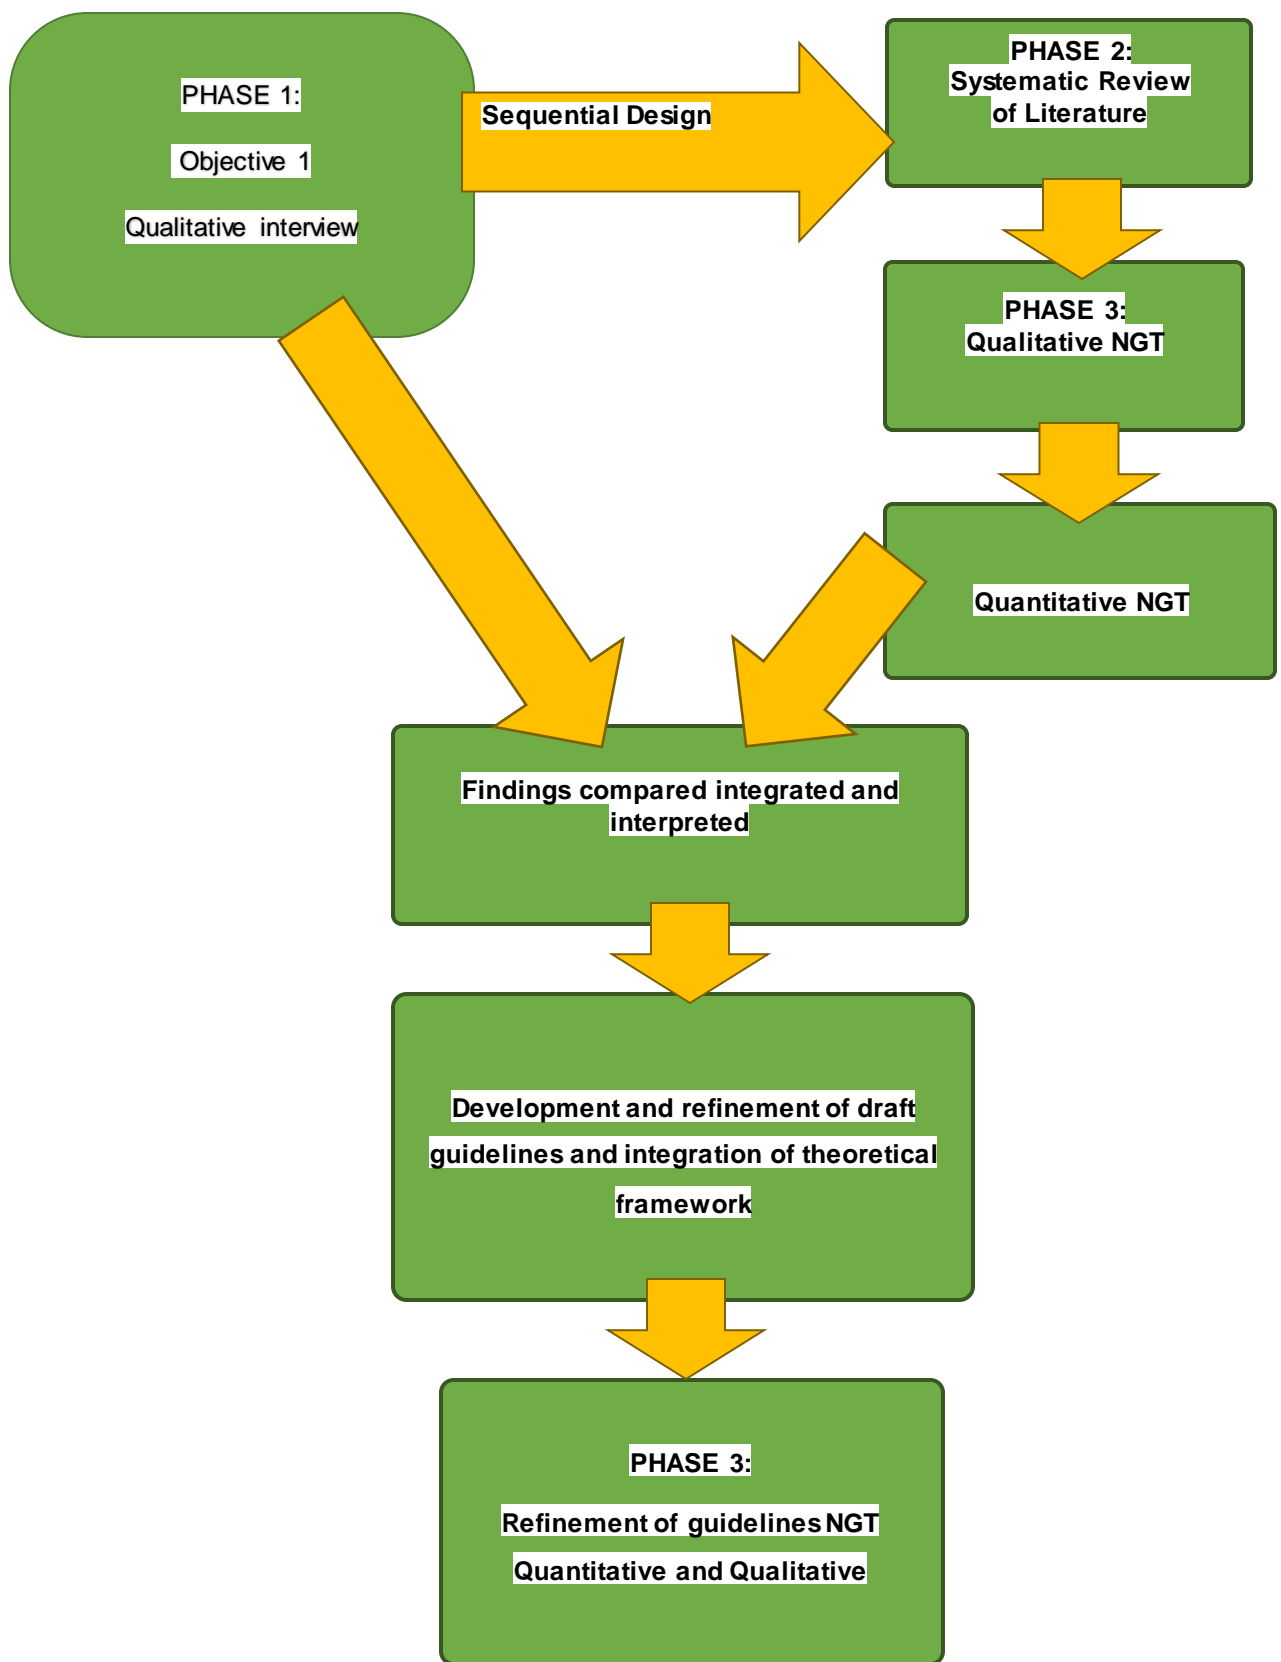 PHASE 1:
Objective 1
Qualitative interview
Sequential Design
PHASE 2:
Systematic Review
of Literature
PHASE 3:
Qualitative NGT
Quantitative NGT
Findings compared integrated and
interpreted
Development and refinement of draft
guidelines and integration of theoretical
framework
PHASE 3:
Refinement of guidelines NGT
Quantitative and Qualitative